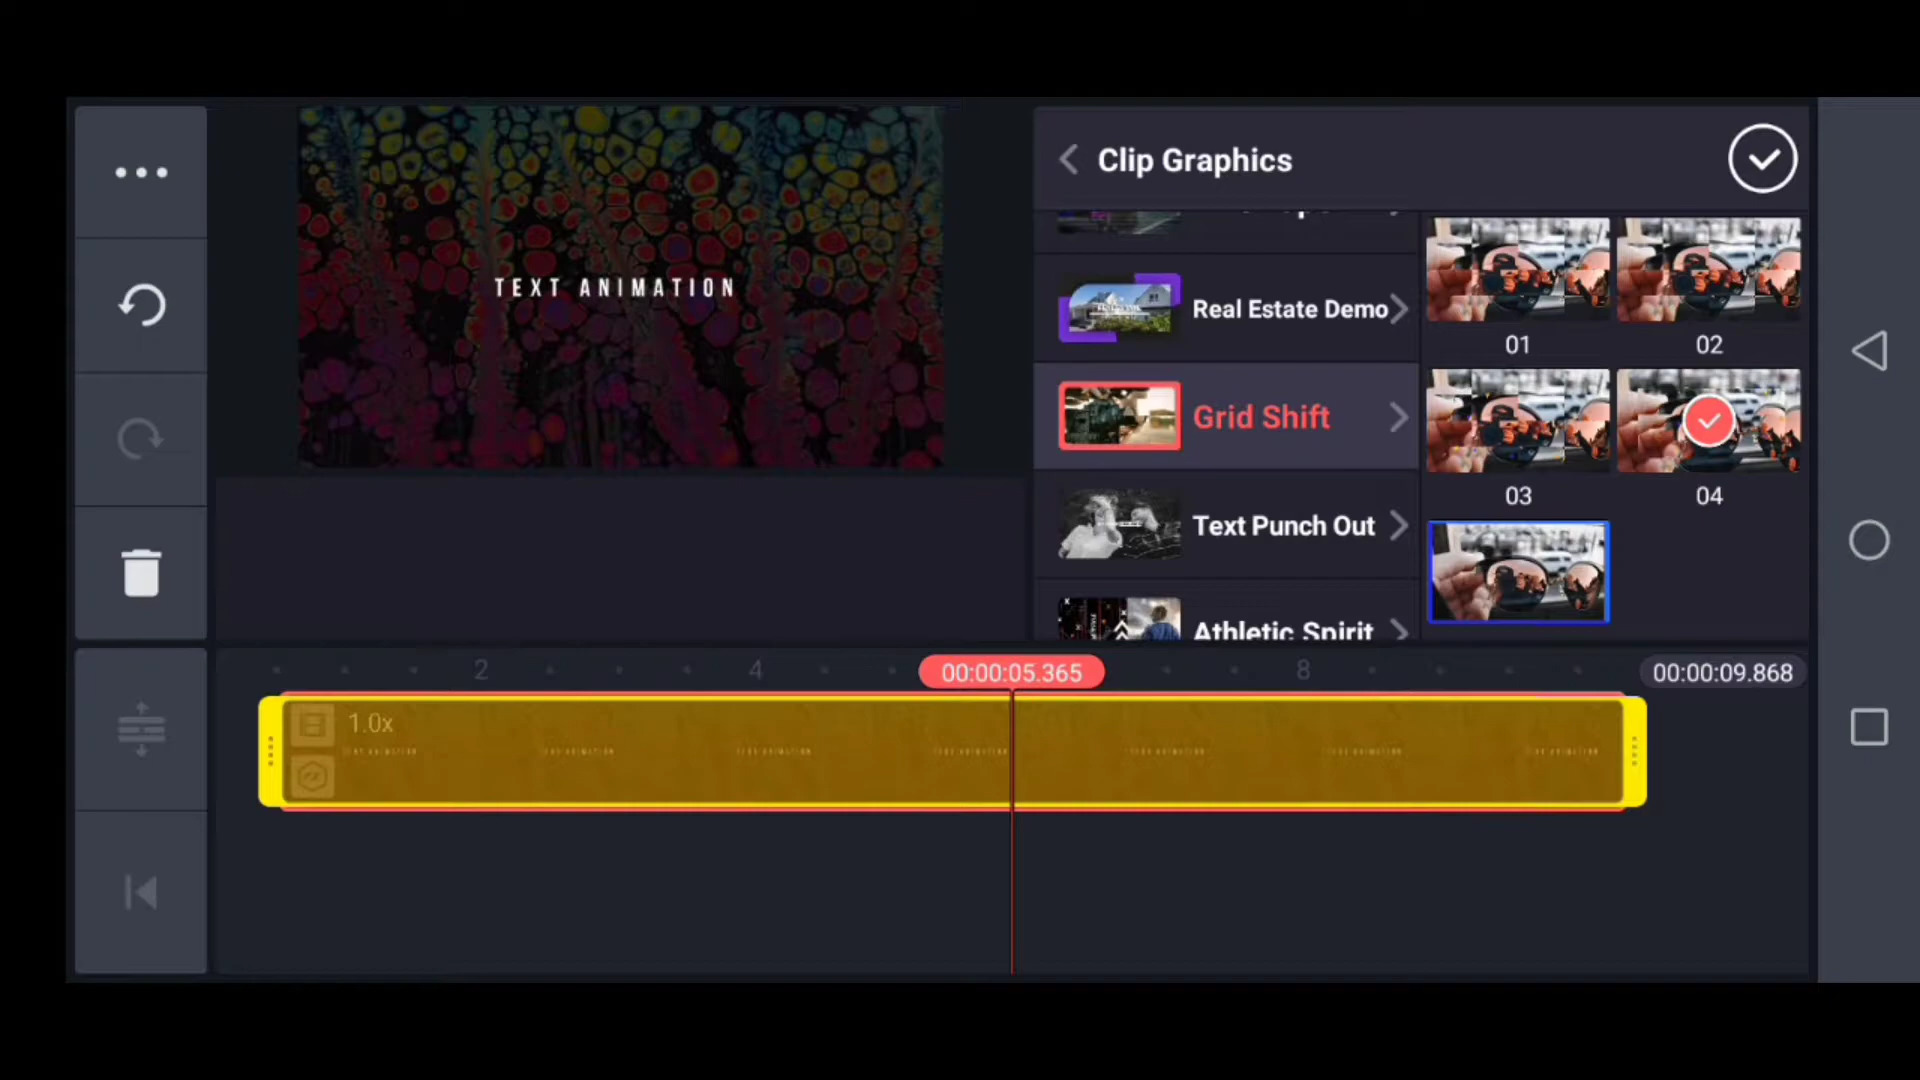 Clip Graphics
TEXT ANIMATION
Real Estate Demo
Grid Shift
Text Punch Out
Athletic Spirit
01
02
03
04
2
4
00:00:05.365
8
00:00:09.868
1.0x